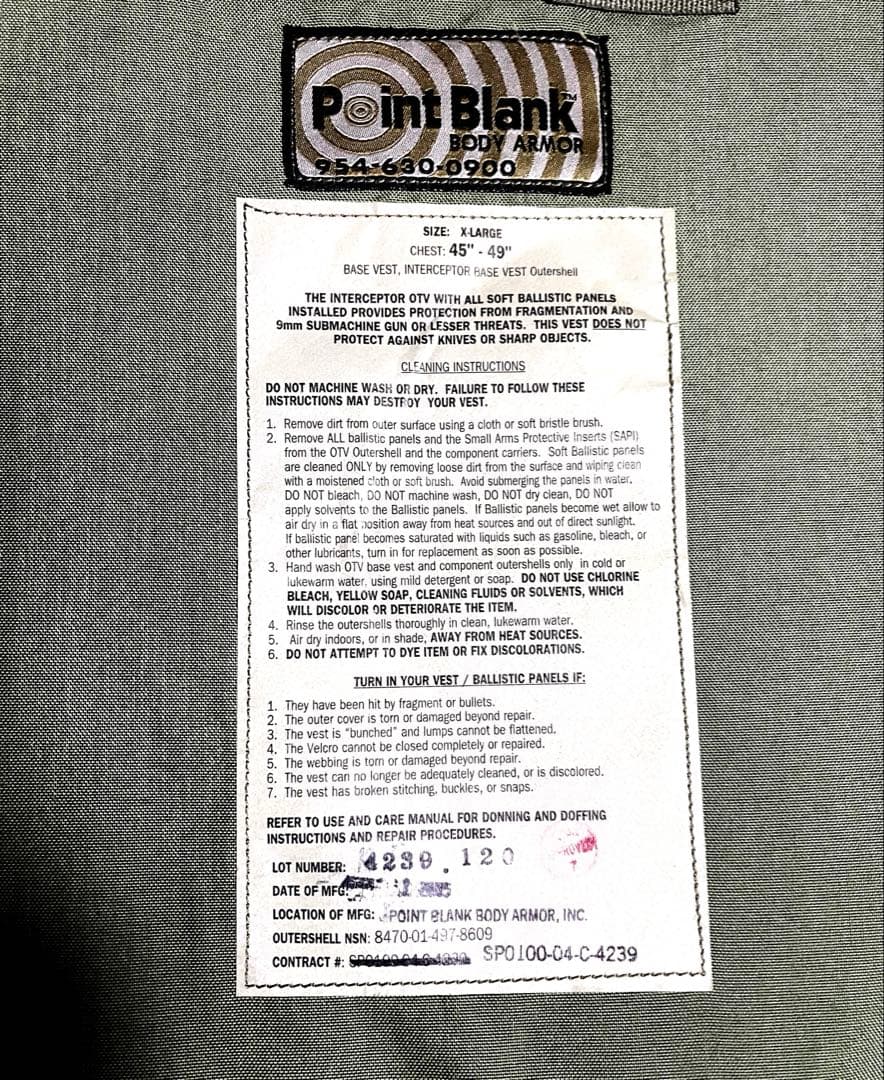 Point Blank™
BODY ARMOR
954-630-0900
SIZE: X-LARGE
CHEST: 45" - 49"
BASE VEST, INTERCEPTOR BASE VEST Outershell
THE INTERCEPTOR OTV WITH ALL SOFT BALLISTIC PANELS
INSTALLED PROVIDES PROTECTION FROM FRAGMENTATION AND
9mm SUBMACHINE GUN OR LESSER THREATS. THIS VEST DOES NOT
PROTECT AGAINST KNIVES OR SHARP OBJECTS.
CLEANING INSTRUCTIONS
DO NOT MACHINE WASH OR DRY. FAILURE TO FOLLOW THESE
INSTRUCTIONS MAY DESTROY YOUR VEST.
1. Remove dirt from outer surface using a cloth or soft bristle brush.
2. Remove ALL ballistic panels and the Small Arms Protective Inserts (SAPI)
from the OTV Outershell and the component carriers. Soft Ballistic panels
are cleaned ONLY by removing loose dirt from the surface and wiping clean
with a moistened cloth or soft brush. Avoid submerging the panels in water.
DO NOT bleach, DO NOT machine wash, DO NOT dry clean, DO NOT
apply solvents to the Ballistic panels. If Ballistic panels become wet allow to
air dry in a flat position away from heat sources and out of direct sunlight.
If ballistic panel becomes saturated with liquids such as gasoline, bleach, or
other lubricants, turn in for replacement as soon as possible.
3. Hand wash OTV base vest and component outershells only in cold or
lukewarm water, using mild detergent or soap. DO NOT USE CHLORINE
BLEACH, YELLOW SOAP, CLEANING FLUIDS OR SOLVENTS, WHICH
WILL DISCOLOR OR DETERIORATE THE ITEM.
4. Rinse the outershells thoroughly in clean, lukewarm water.
5. Air dry indoors, or in shade, AWAY FROM HEAT SOURCES.
6. DO NOT ATTEMPT TO DYE ITEM OR FIX DISCOLORATIONS.
TURN IN YOUR VEST / BALLISTIC PANELS IF:
1. They have been hit by fragment or bullets.
2. The outer cover is torn or damaged beyond repair.
3. The vest is "bunched" and lumps cannot be flattened.
4. The Velcro cannot be closed completely or repaired.
5. The webbing is torn or damaged beyond repair.
6. The vest can no longer be adequately cleaned, or is discolored.
7. The vest has broken stitching, buckles, or snaps.
REFER TO USE AND CARE MANUAL FOR DONNING AND DOFFING
INSTRUCTIONS AND REPAIR PROCEDURES.
LOT NUMBER: 4239.120
DATE OF MFG:
LOCATION OF MFG: POINT BLANK BODY ARMOR, INC.
OUTERSHELL NSN: 8470-01-497-8609
CONTRACT #: SP0100-04-C-4239